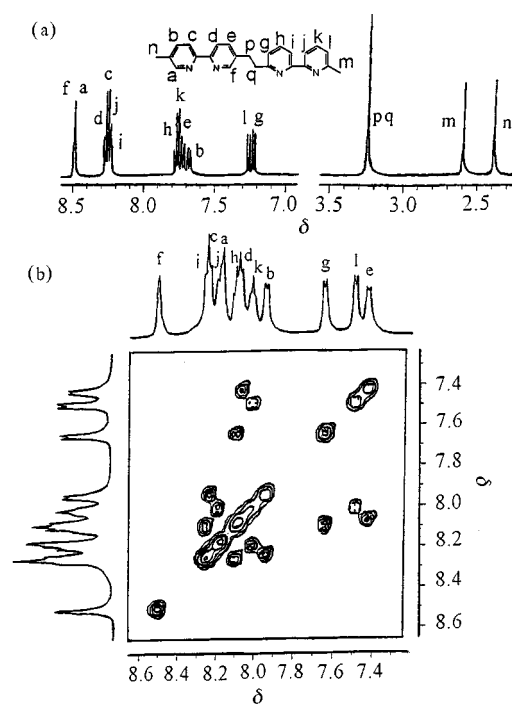 (a)
b c d e h k
n p g i j l
N N N N
a f q m
f a c d j i k h e b l g pq m n
8.5 8.0 7.5 7.0 3.5 2.5
δ
(b)
f i c j a h d k b g l e
7.4
7.6
7.8
8.0
8.2
8.4
8.6
δ
8.6 8.4 8.2 8.0 7.8 7.6 7.4
δ